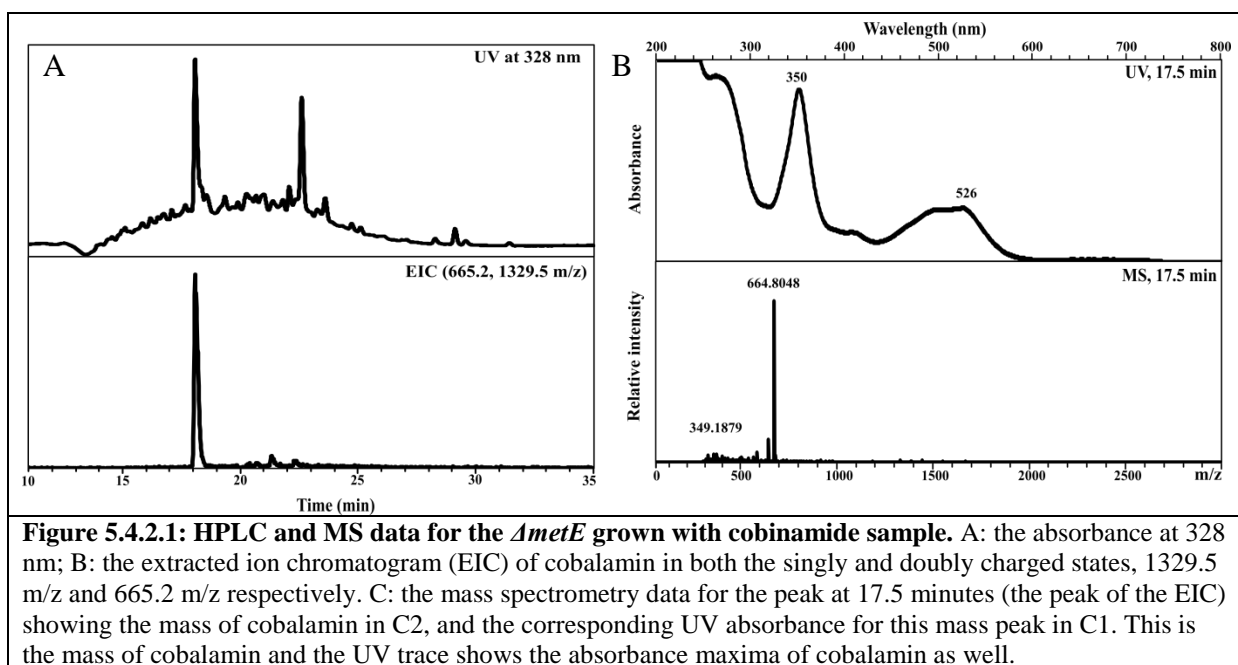 A
UV at 328 nm
EIC (665.2, 1329.5 m/z)
10 20 30 35
Time (min)
B
Wavelength (nm)
200 300 400 500 600 700 800
350
UV, 17.5 min
526
Absorbance
664.8048
MS, 17.5 min
Relative intensity
349.1879
0 500 1000 1500 2000 2500 m/z
Figure 5.4.2.1: HPLC and MS data for the ΔmetE grown with cobinamide sample. A: the absorbance at 328
nm; B: the extracted ion chromatogram (EIC) of cobalamin in both the singly and doubly charged states, 1329.5
m/z and 665.2 m/z respectively. C: the mass spectrometry data for the peak at 17.5 minutes (the peak of the EIC)
showing the mass of cobalamin in C2, and the corresponding UV absorbance for this mass peak in C1. This is
the mass of cobalamin and the UV trace shows the absorbance maxima of cobalamin as well.